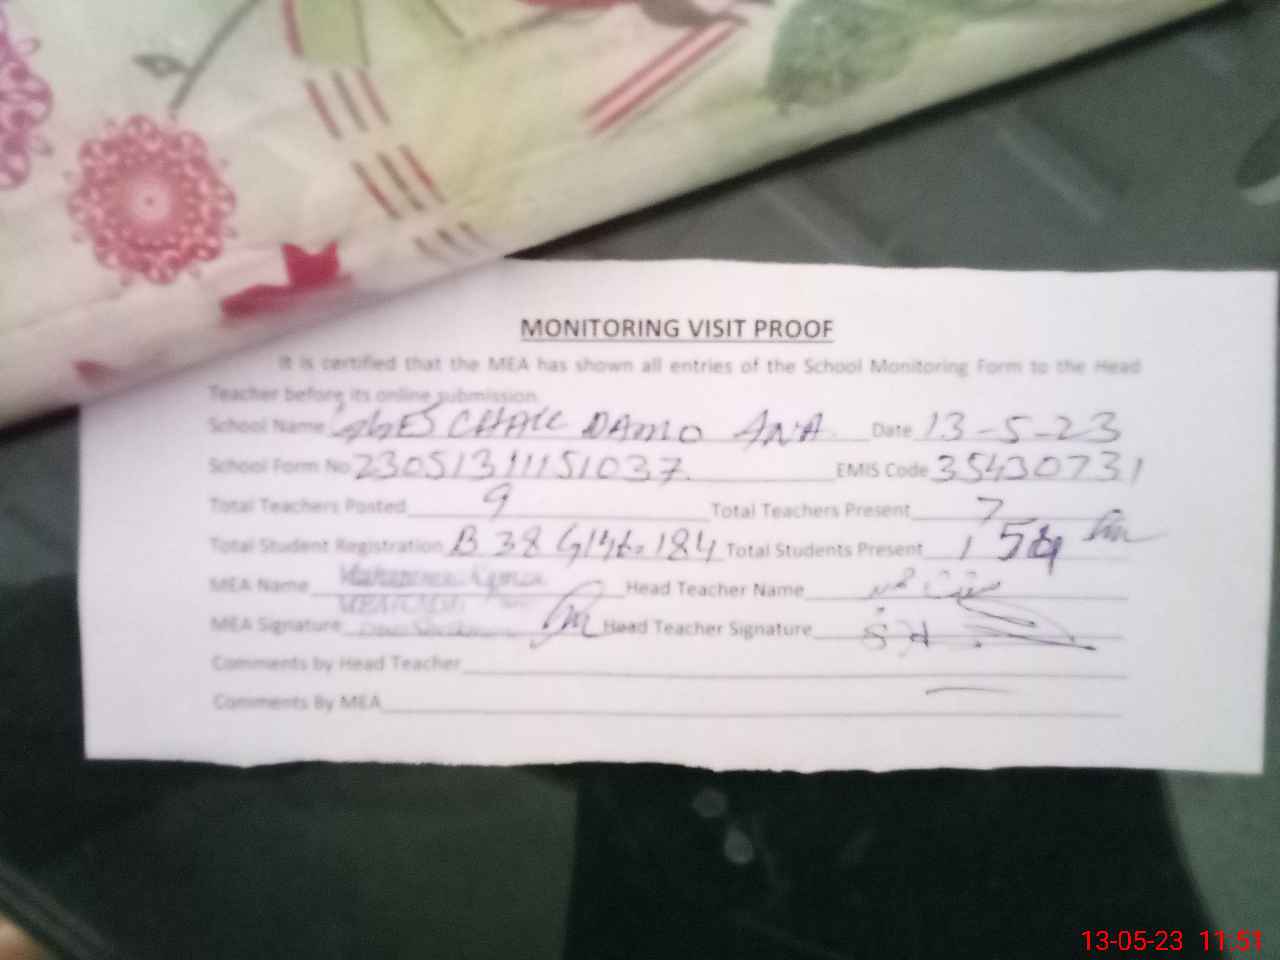 MONITORING VISIT PROOF
It is certified that the MEA has shown all entries of the School Monitoring Form to the Head
Teacher before its online submission.
School Name CHAK DAMO ANA Date 13-5-23
School Form No 23051311151037 EMIS Code 35430731
Total Teachers Posted 9 Total Teachers Present 7
Total Student Registration B 38 G 146 = 184 Total Students Present 154
MEA Name Head Teacher Name
MEA Signature Head Teacher Signature
Comments by Head Teacher
Comments By MEA
13-05-23 11:51